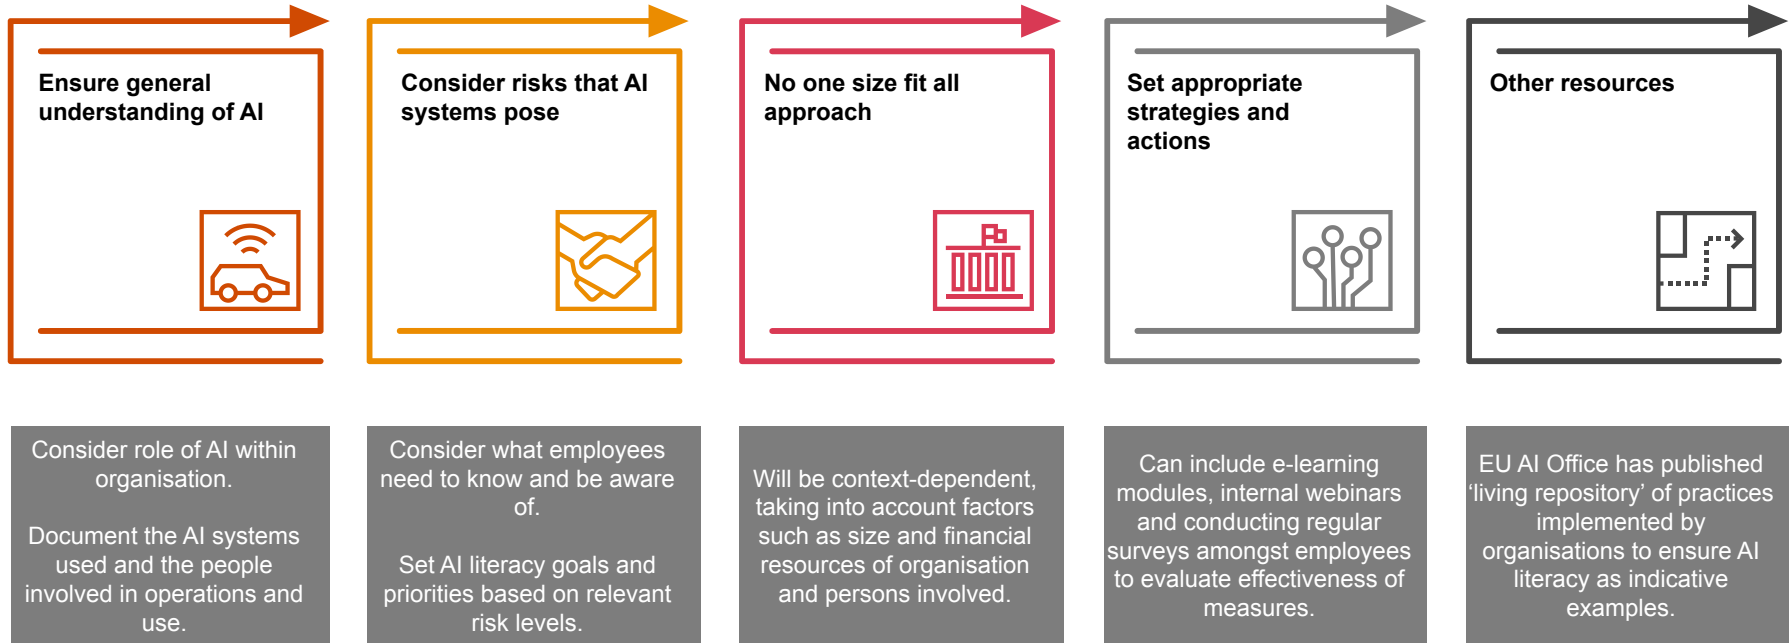 Ensure general
understanding of AI
Consider risks that AI
systems pose
No one size fit all
approach
Set appropriate
strategies and
actions
Other resources
Consider role of AI within
organisation.
Document the AI systems
used and the people
involved in operations and
use.
Consider what employees
need to know and be aware
of.
Set AI literacy goals and
priorities based on relevant
risk levels.
Will be context-dependent,
taking into account factors
such as size and financial
resources of organisation
and persons involved.
Can include e-learning
modules, internal webinars
and conducting regular
surveys amongst employees
to evaluate effectiveness of
measures.
EU AI Office has published
‘living repository’ of practices
implemented by
organisations to ensure AI
literacy as indicative
examples.